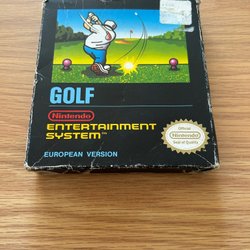 GOLF
Nintendo
ENTERTAINMENT
SYSTEM
EUROPEAN VERSION
Official
Nintendo
Seal of Quality